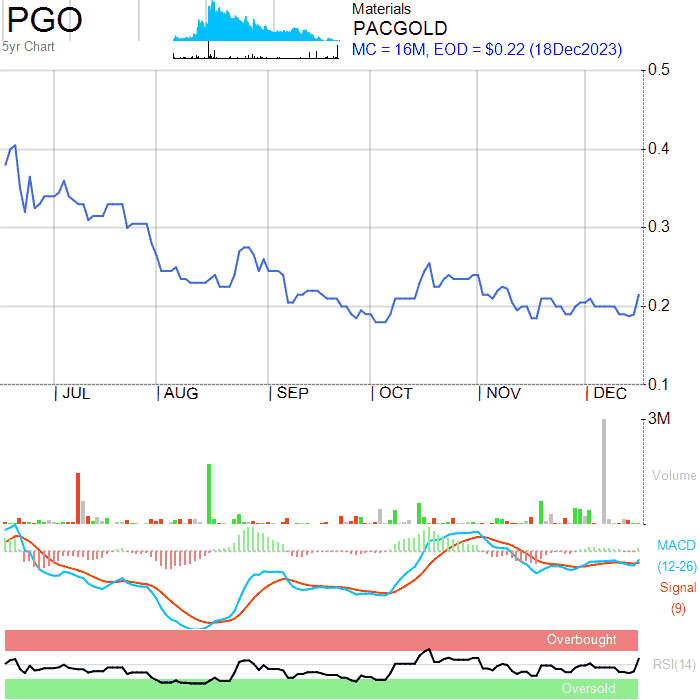 PGO
5yr Chart
Materials
PACGOLD
MC = 16M, EOD = $0.22 (18Dec2023)
0.5
0.4
0.3
0.2
0.1
JUL AUG SEP OCT NOV DEC
3M
Volume
MACD
(12-26)
Signal
(9)
Overbought
RSI(14)
Oversold